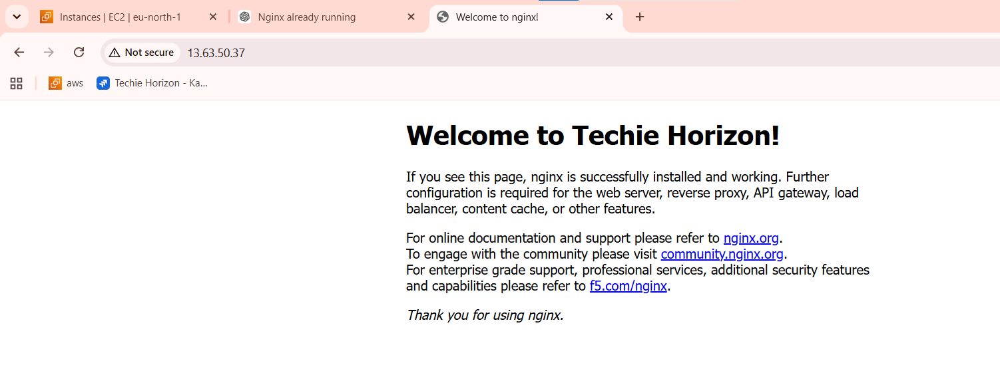 Instances | EC2 | eu-north-1
Nginx already running
Welcome to nginx!
Not secure
13.63.50.37
aws
Techie Horizon - Ka...
Welcome to Techie Horizon!
If you see this page, nginx is successfully installed and working. Further
configuration is required for the web server, reverse proxy, API gateway, load
balancer, content cache, or other features.
For online documentation and support please refer to nginx.org.
To engage with the community please visit community.nginx.org.
For enterprise grade support, professional services, additional security features
and capabilities please refer to f5.com/nginx.
Thank you for using nginx.